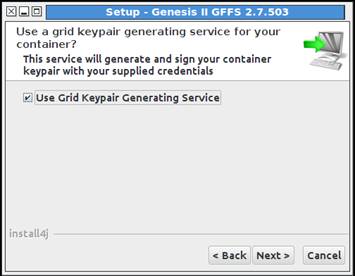 Setup - Genesis II GFFS 2.7.503
Use a grid keypair generating service for your
container?
This service will generate and sign your container
keypair with your supplied credentials
Use Grid Keypair Generating Service
install4j
< Back Next > Cancel